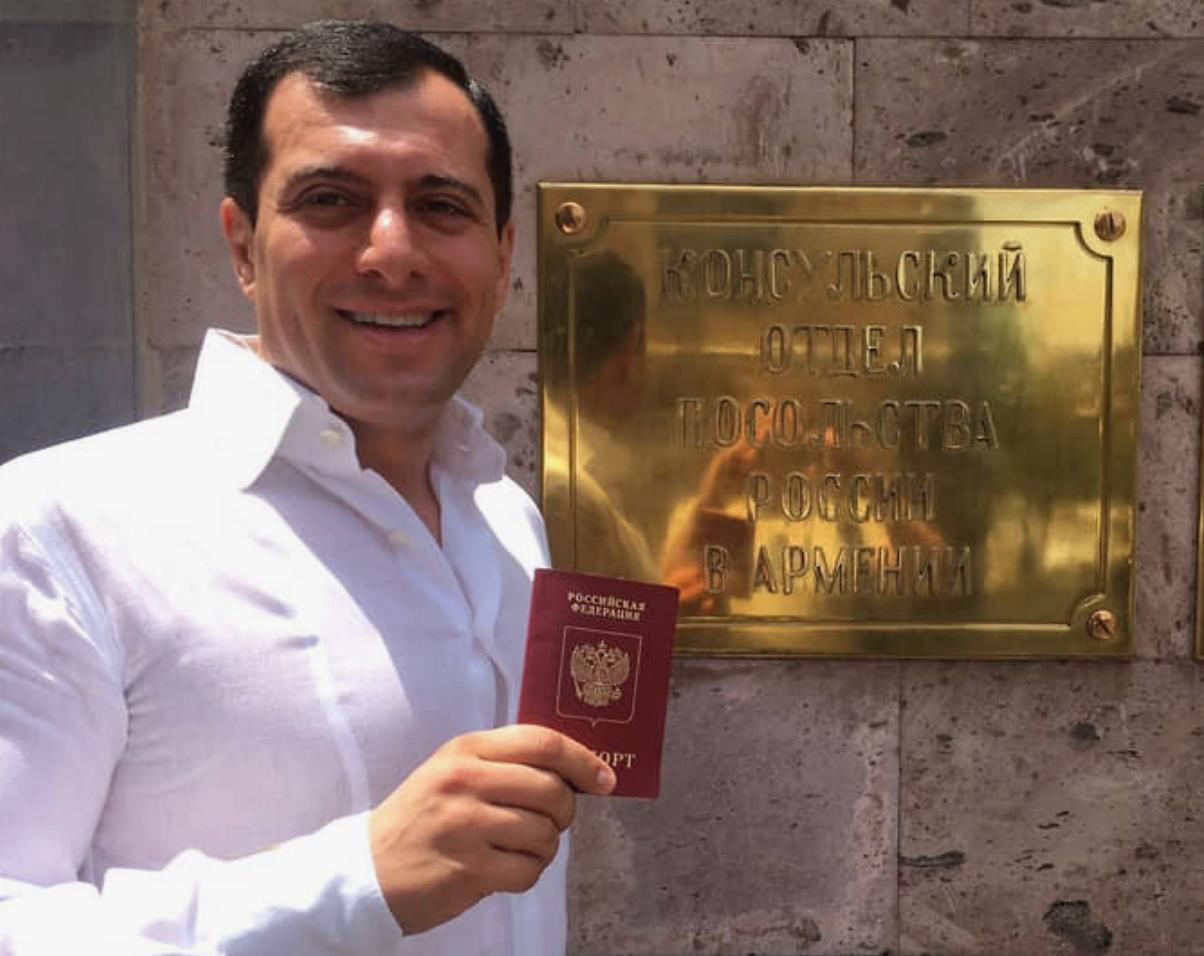 КОНСУЛЬСКИЙ
ОТДЕЛ
ПОСОЛЬСТВА
РОССИИ
В АРМЕНИИ
РОССИЙСКАЯ
ФЕДЕРАЦИЯ